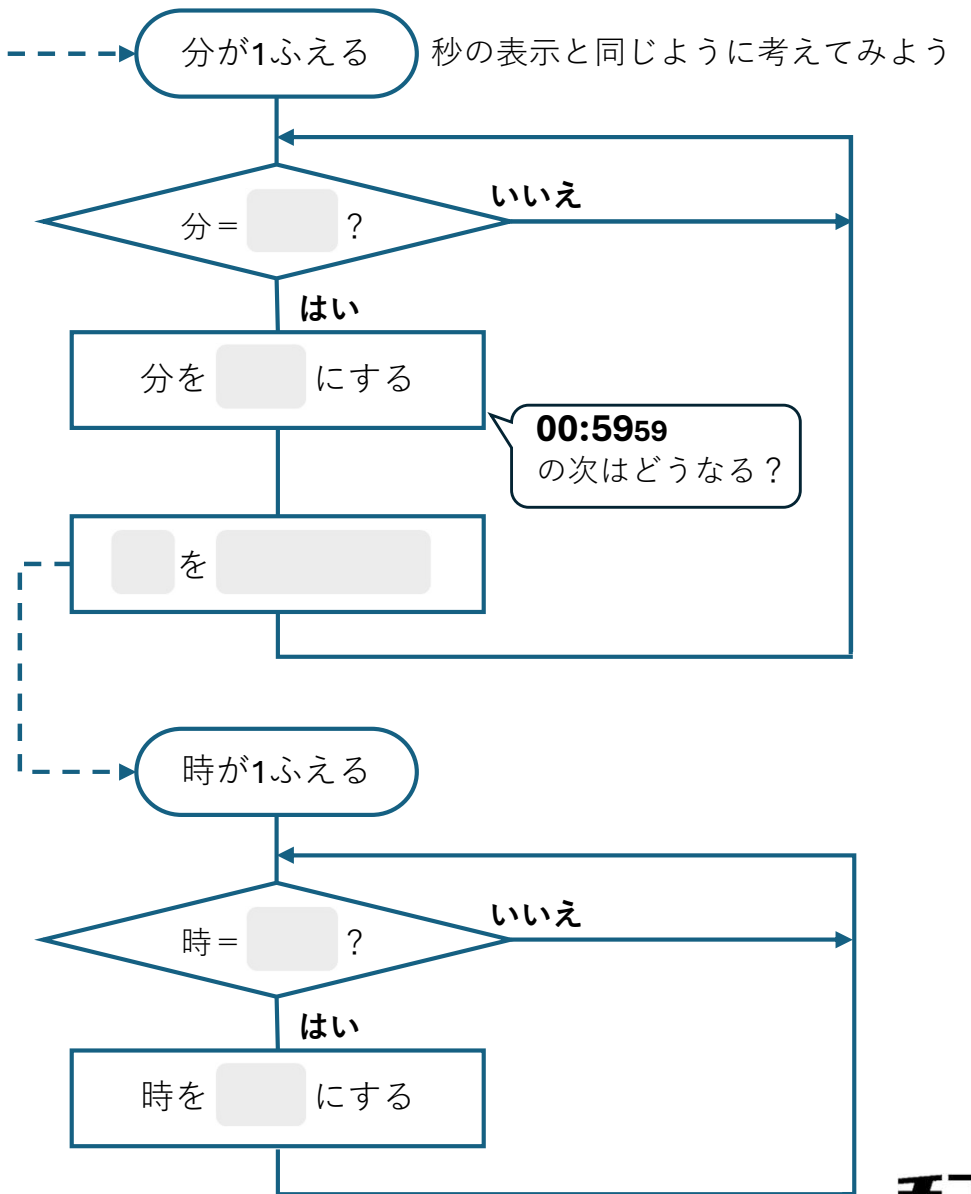 分が1ふえる
秒の表示と同じように考えてみよう
分＝ ？
いいえ
はい
分を にする
00:5959
の次はどうなる？
を
時が1ふえる
時＝ ？
いいえ
はい
時を にする